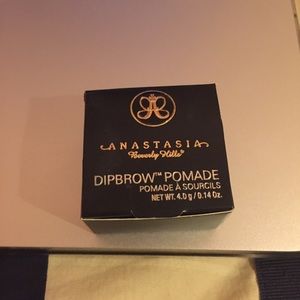 ANASTASIA
Beverly Hills®
DIPBROW™ POMADE
POMADE À SOURCILS
NET WT. 4.0 g / 0.14 Oz.